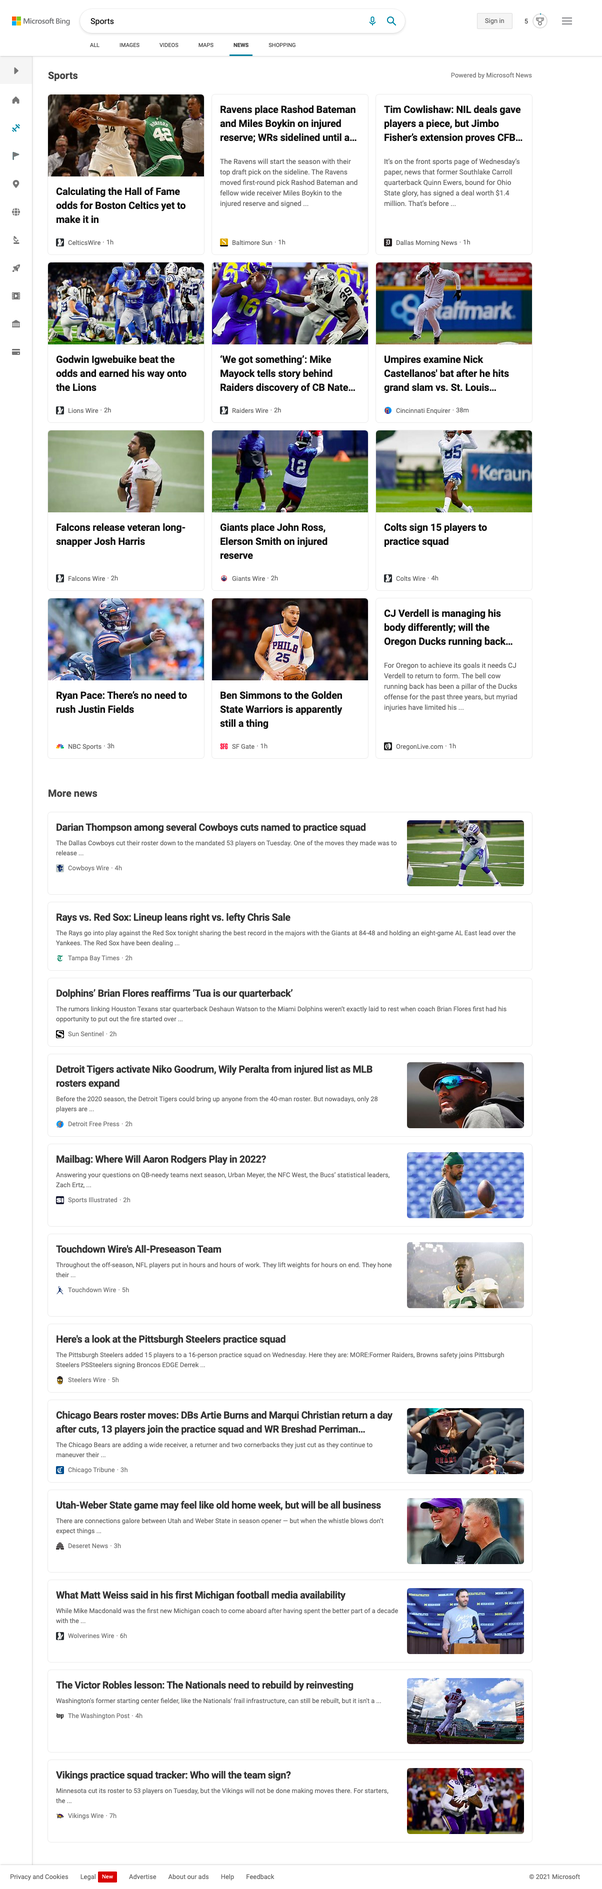 Microsoft Bing
Sports
Sign in
5
ALL
IMAGES
VIDEOS
MAPS
NEWS
SHOPPING
Sports
Powered by Microsoft News
Calculating the Hall of Fame
odds for Boston Celtics yet to
make it in
CelticsWire · 1h
Ravens place Rashod Bateman
and Miles Boykin on injured
reserve; WRs sidelined until a...
The Ravens will start the season with their
top draft pick on the sideline. The Ravens
moved first-round pick Rashod Bateman and
fellow wide receiver Miles Boykin to the
injured reserve and signed ...
Baltimore Sun · 1h
Tim Cowlishaw: NIL deals gave
players a piece, but Jimbo
Fisher's extension proves CFB...
It's on the front sports page of Wednesday's
paper, news that former Southlake Carroll
quarterback Quinn Ewers, bound for Ohio
State glory, has signed a deal worth $1.4
million. That's before ...
Dallas Morning News · 1h
Godwin Igwebuike beat the
odds and earned his way onto
the Lions
Lions Wire · 2h
'We got something': Mike
Mayock tells story behind
Raiders discovery of CB Nate...
Raiders Wire · 2h
Umpires examine Nick
Castellanos' bat after he hits
grand slam vs. St. Louis...
Cincinnati Enquirer · 38m
Falcons release veteran long-
snapper Josh Harris
Falcons Wire · 2h
Giants place John Ross,
Elerson Smith on injured
reserve
Giants Wire · 2h
Colts sign 15 players to
practice squad
Colts Wire · 4h
Ryan Pace: There's no need to
rush Justin Fields
NBC Sports · 3h
Ben Simmons to the Golden
State Warriors is apparently
still a thing
SF Gate · 1h
CJ Verdell is managing his
body differently; will the
Oregon Ducks running back...
For Oregon to achieve its goals it needs CJ
Verdell to return to form. The bell cow
running back has been a pillar of the Ducks
offense for the past three years, but myriad
injuries have limited his ...
OregonLive.com · 1h
More news
Darian Thompson among several Cowboys cuts named to practice squad
The Dallas Cowboys cut their roster down to the mandated 53 players on Tuesday. One of the moves they made was to
release ...
Cowboys Wire · 4h
Rays vs. Red Sox: Lineup leans right vs. lefty Chris Sale
The Rays go into play against the Red Sox tonight sharing the best record in the majors with the Giants at 84-48 and holding an eight-game AL East lead over the
Yankees. The Red Sox have been dealing ...
Tampa Bay Times · 2h
Dolphins' Brian Flores reaffirms 'Tua is our quarterback'
The rumors linking Houston Texans star quarterback Deshaun Watson to the Miami Dolphins weren't exactly laid to rest when coach Brian Flores first had his
opportunity to put out the fire started over ...
Sun Sentinel · 2h
Detroit Tigers activate Niko Goodrum, Wily Peralta from injured list as MLB
rosters expand
Before the 2020 season, the Detroit Tigers could bring up anyone from the 40-man roster. But nowadays, only 28
players are ...
Detroit Free Press · 2h
Mailbag: Where Will Aaron Rodgers Play in 2022?
Answering your questions on QB-needy teams next season, Urban Meyer, the NFC West, the Bucs' statistical leaders,
Zach Ertz, ...
Sports Illustrated · 2h
Touchdown Wire's All-Preseason Team
Throughout the off-season, NFL players put in hours and hours of work. They lift weights for hours on end. They hone
their ...
Touchdown Wire · 5h
Here's a look at the Pittsburgh Steelers practice squad
The Pittsburgh Steelers added 15 players to a 16-person practice squad on Wednesday. Here they are: MORE:Former Raiders, Browns safety joins Pittsburgh
Steelers PSSteelers signing Broncos EDGE Derrek ...
Steelers Wire · 5h
Chicago Bears roster moves: DBs Artie Burns and Marqui Christian return a day
after cuts, 13 players join the practice squad and WR Breshad Perriman...
The Chicago Bears are adding a wide receiver, a returner and two cornerbacks they just cut as they continue to
maneuver their ...
Chicago Tribune · 3h
Utah-Weber State game may feel like old home week, but will be all business
There are connections galore between Utah and Weber State in season opener — but when the whistle blows don't
expect things ...
Deseret News · 3h
What Matt Weiss said in his first Michigan football media availability
While Mike Macdonald was the first new Michigan coach to come aboard after having spent the better part of a decade
with the ...
Wolverines Wire · 6h
The Victor Robles lesson: The Nationals need to rebuild by reinvesting
Washington's former starting center fielder, like the Nationals' frail infrastructure, can still be rebuilt, but it isn't a ...
The Washington Post · 4h
Vikings practice squad tracker: Who will the team sign?
Minnesota cut its roster to 53 players on Tuesday, but the Vikings will not be done making moves there. For starters,
the ...
Vikings Wire · 7h
Privacy and Cookies
Legal
New
Advertise
About our ads
Help
Feedback
© 2021 Microsoft